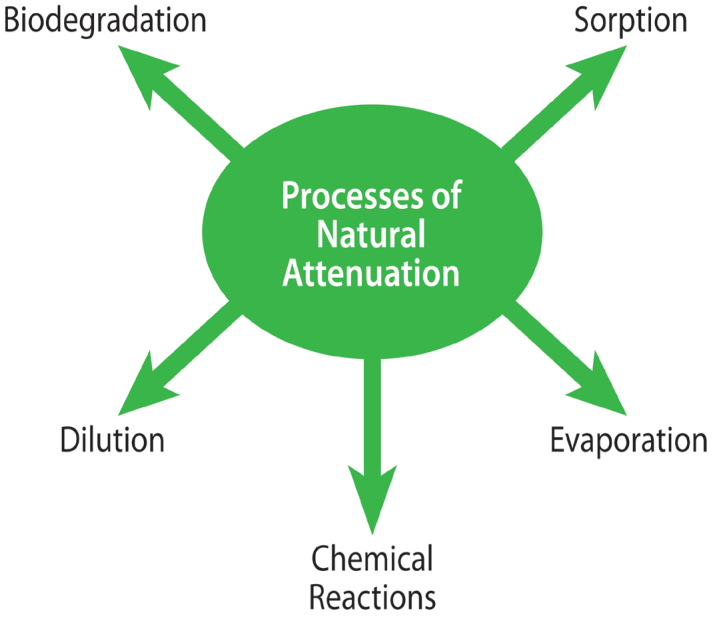 Biodegradation
Sorption
Processes of
Natural
Attenuation
Dilution
Evaporation
Chemical
Reactions